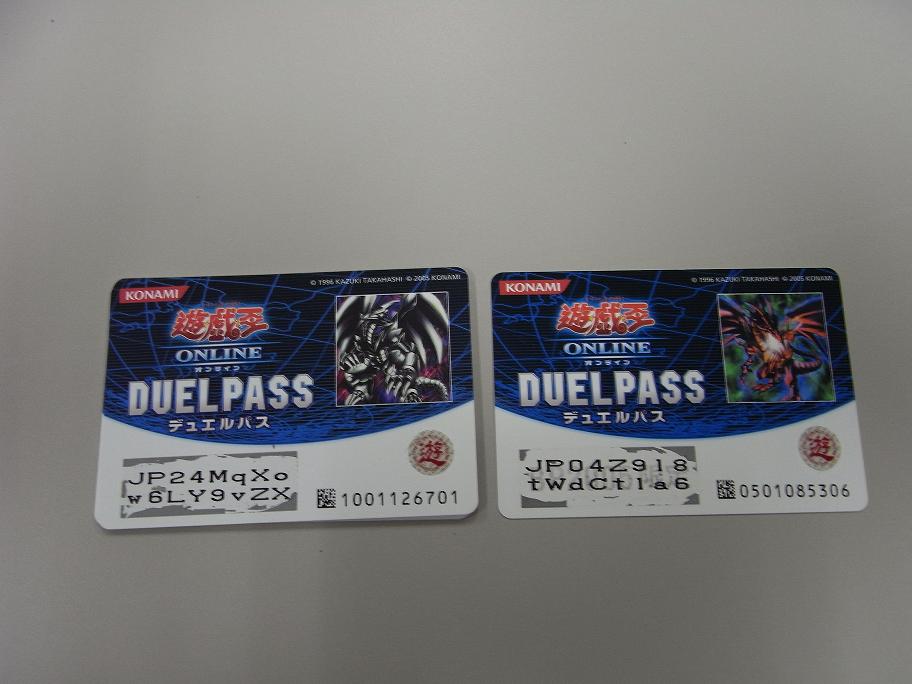 KONAMI
© 1996 KAZUKI TAKAHASHI © 2005 KONAMI
遊戯王
ONLINE
オンライン
DUELPASS
デュエルパス
遊
JP24MqXo
w6LY9vZX
1001126701
KONAMI
© 1996 KAZUKI TAKAHASHI © 2005 KONAMI
遊戯王
ONLINE
オンライン
DUELPASS
デュエルパス
遊
JP04Z918
tWdCt1a6
0501085306